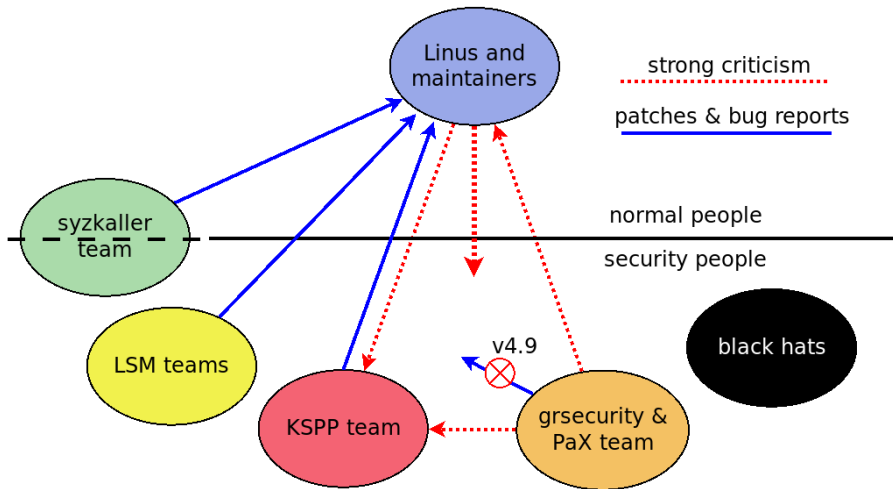 Linus and
maintainers
strong criticism
patches & bug reports
syzkaller
team
normal people
security people
LSM teams
v4.9
black hats
KSPP team
grsecurity &
PaX team